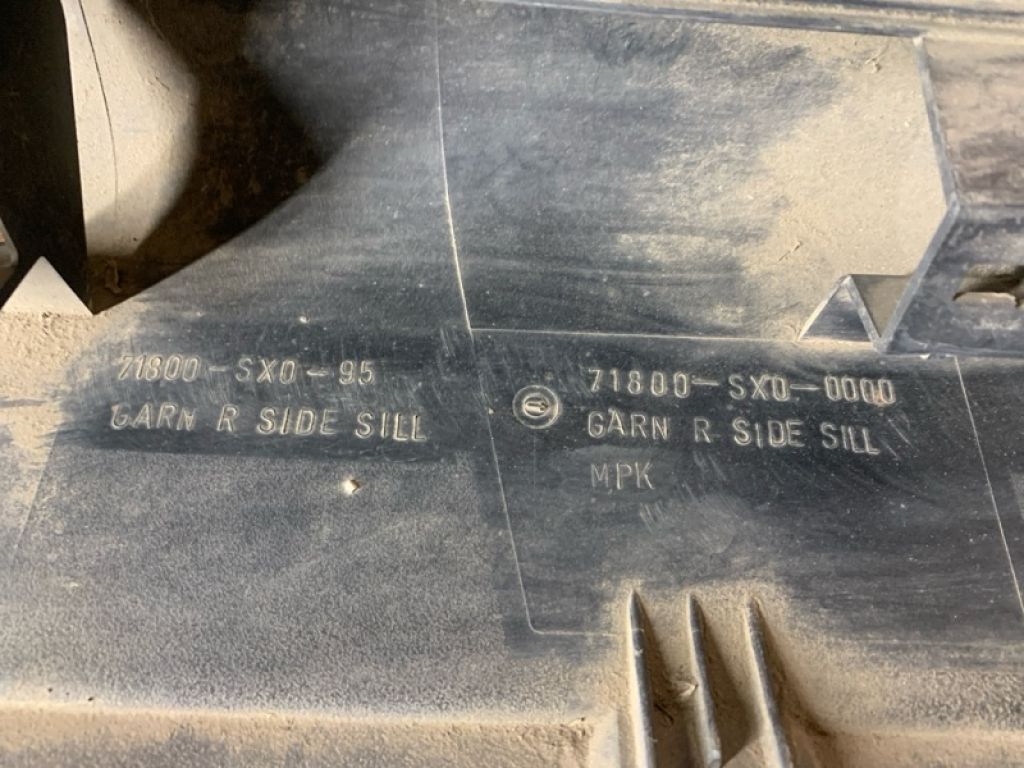 71800-SX0-95
GARN R SIDE SILL
71800-SX0-0000
GARN R SIDE SILL
MPK